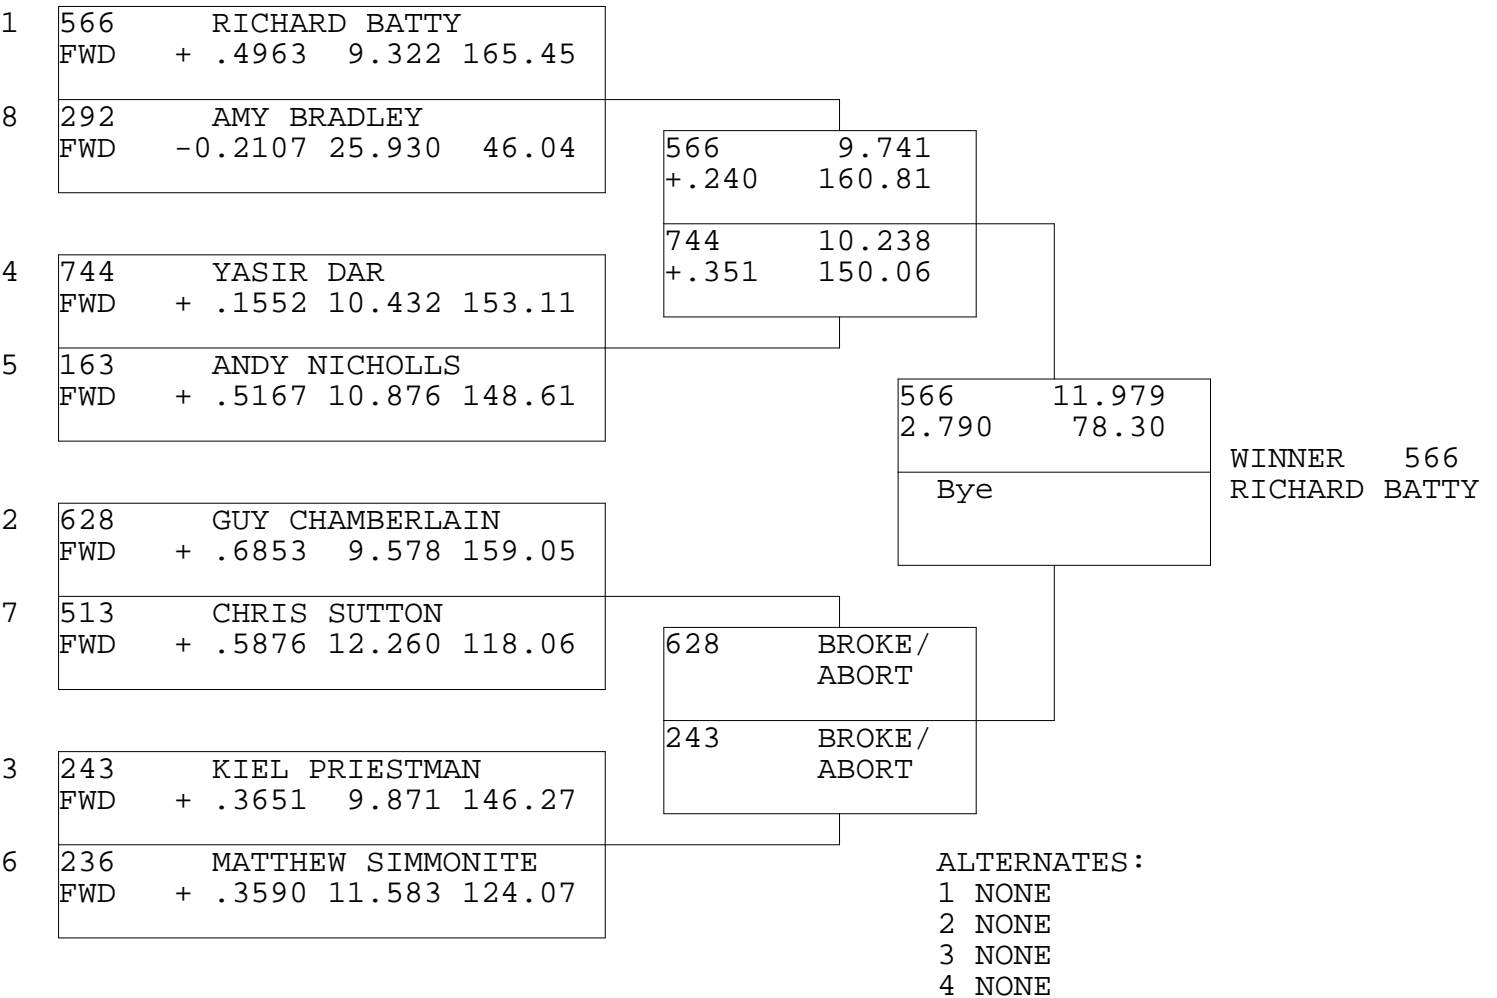 1 566 RICHARD BATTY
FWD + .4963 9.322 165.45
8 292 AMY BRADLEY
FWD -0.2107 25.930 46.04
4 744 YASIR DAR
FWD + .1552 10.432 153.11
5 163 ANDY NICHOLLS
FWD + .5167 10.876 148.61
2 628 GUY CHAMBERLAIN
FWD + .6853 9.578 159.05
7 513 CHRIS SUTTON
FWD + .5876 12.260 118.06
3 243 KIEL PRIESTMAN
FWD + .3651 9.871 146.27
6 236 MATTHEW SIMMONITE
FWD + .3590 11.583 124.07
566 9.741
+.240 160.81
744 10.238
+.351 150.06
628 BROKE/
ABORT
243 BROKE/
ABORT
566 11.979
2.790 78.30
Bye
WINNER 566
RICHARD BATTY
ALTERNATES:
1 NONE
2 NONE
3 NONE
4 NONE